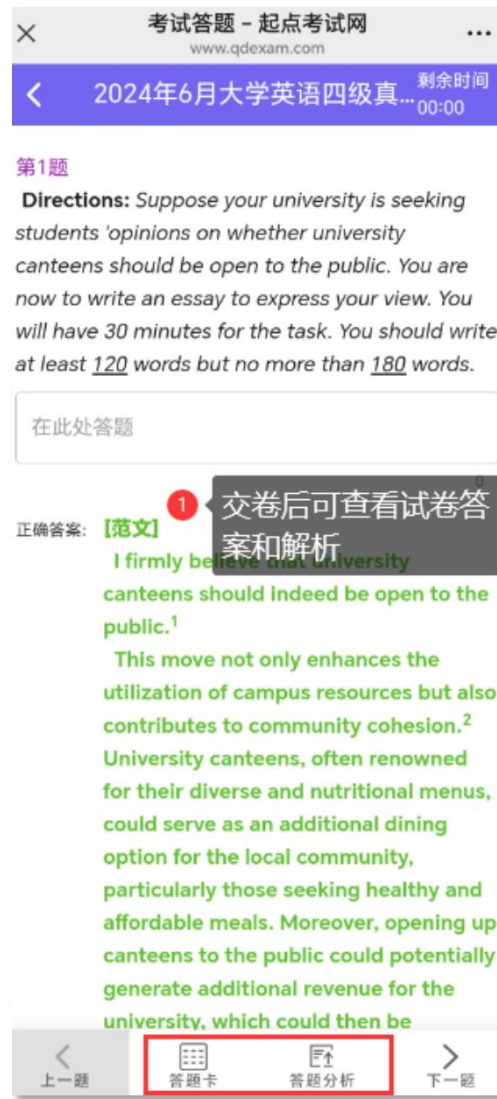 考试答题 – 起点考试网
www.qdexam.com
2024年6月大学英语四级真...
剩余时间
00:00
第1题
Directions: Suppose your university is seeking
students 'opinions on whether university
canteens should be open to the public. You are
now to write an essay to express your view. You
will have 30 minutes for the task. You should write
at least 120 words but no more than 180 words.
在此处答题
0
1
交卷后可查看试卷答
案和解析
正确答案:
[范文]
I firmly believe that university
canteens should indeed be open to the
public.1
This move not only enhances the
utilization of campus resources but also
contributes to community cohesion.2
University canteens, often renowned
for their diverse and nutritional menus,
could serve as an additional dining
option for the local community,
particularly those seeking healthy and
affordable meals. Moreover, opening up
canteens to the public could potentially
generate additional revenue for the
university, which could then be
上一题
答题卡
答题分析
下一题